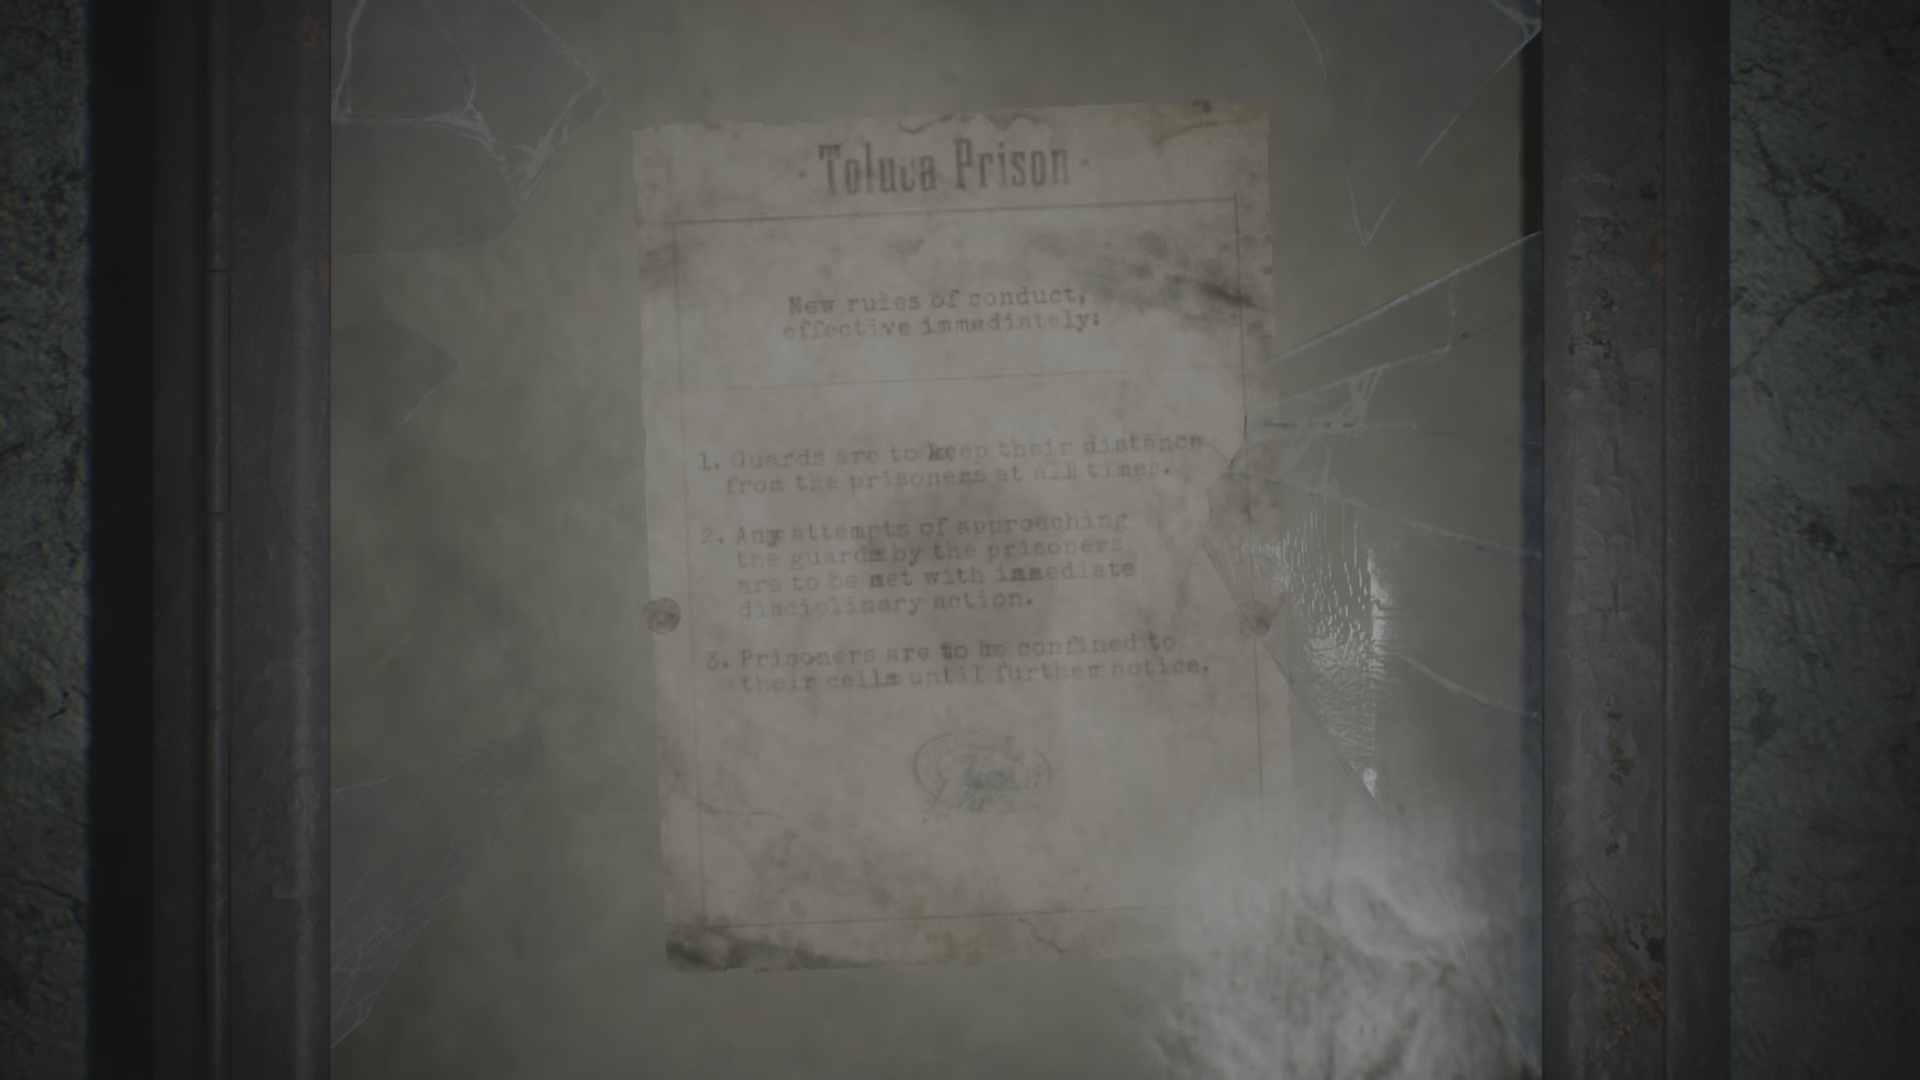 · Toluca Prison ·
New rules of conduct,
effective immediately:
1. Guards are to keep their distance
from the prisoners at all times.
2. Any attempts of approaching
the guards by the prisoners
are to be met with immediate
disciplinary action.
3. Prisoners are to be confined to
their cells until further notice.